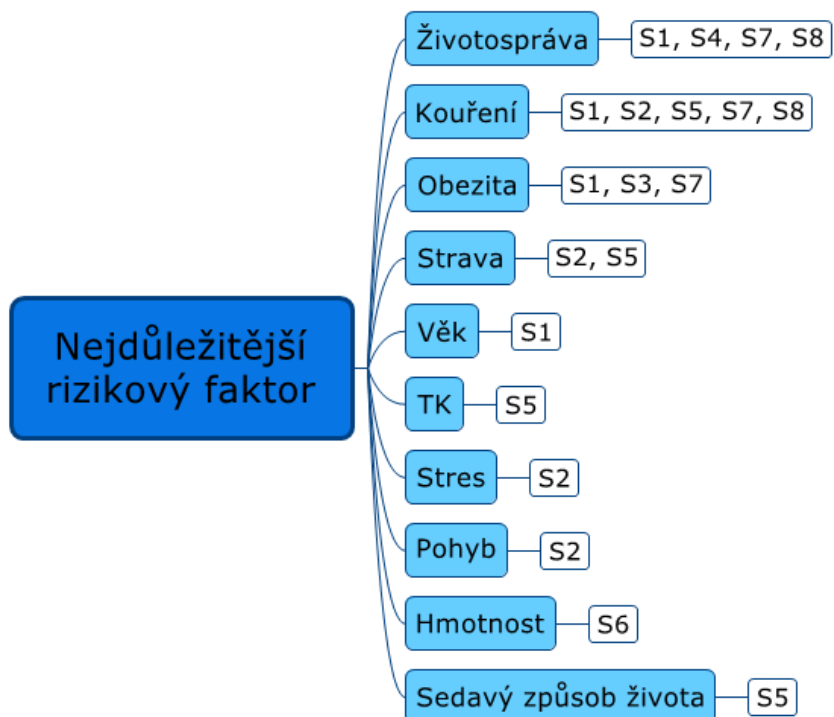 Nejdůležitější
rizikový faktor
Životospráva
S1, S4, S7, S8
Kouření
S1, S2, S5, S7, S8
Obezita
S1, S3, S7
Strava
S2, S5
Věk
S1
TK
S5
Stres
S2
Pohyb
S2
Hmotnost
S6
Sedavý způsob života
S5